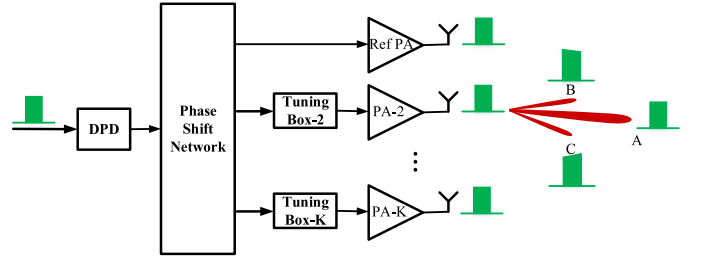 DPD
Phase
Shift
Network
Ref PA
Tuning
Box-2
PA-2
B
A
C
Tuning
Box-K
PA-K